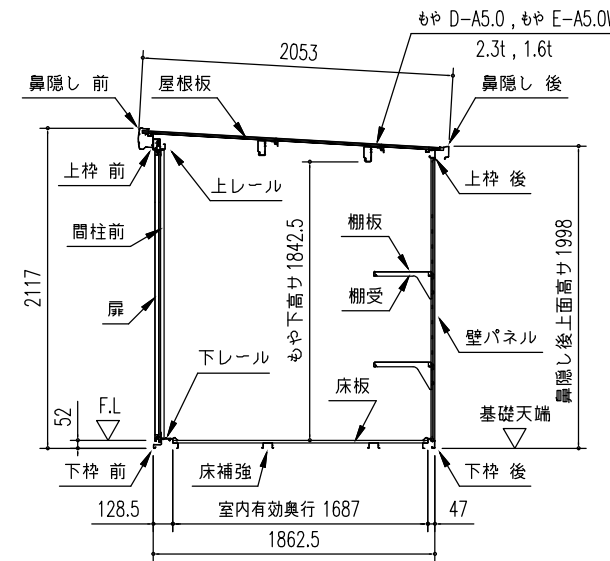 もや D-A5.0 , もや E-A5.0W
2.3t , 1.6t
2053
鼻隠し 前
屋根板
鼻隠し 後
上枠 前
上レール
上枠 後
間柱前
棚板
もや下高サ1842.5
鼻隠し後上面高サ1998
2117
棚受
扉
壁パネル
下レール
床板
52
F.L
基礎天端
下枠 前
床補強
下枠 後
128.5
室内有効奥行 1687
47
1862.5